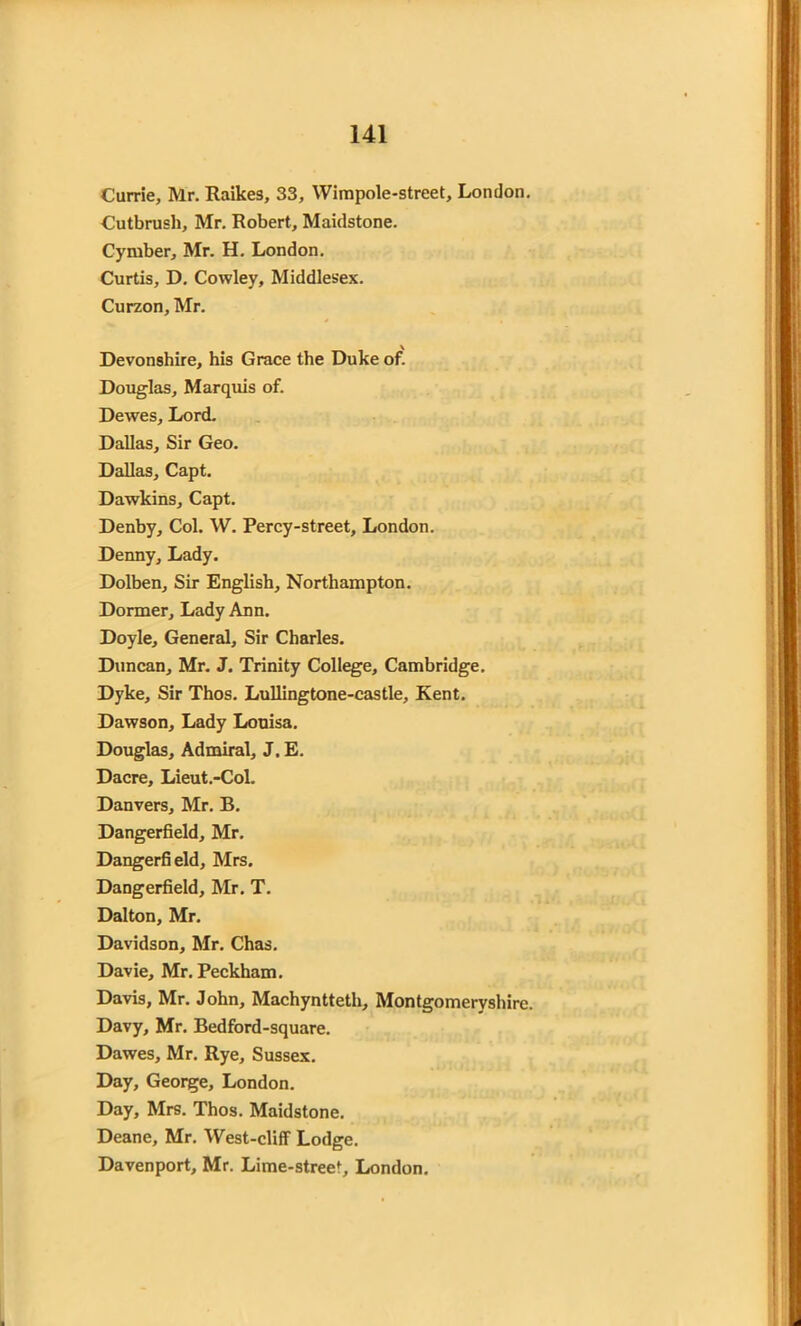 141
Currie, Mr. Raikes, 33, Wimpole-street, London.
Cutbrush, Mr. Robert, Maidstone.
Cymber, Mr. H. London.
Curtis, D. Cowley, Middlesex.
Curzon, Mr.
Devonshire, his Grace the Duke of.
Douglas, Marquis of.
Dewes, Lord.
Dallas, Sir Geo.
Dallas, Capt.
Dawkins, Capt.
Denby, Col. W. Percy-street, London.
Denny, Lady.
Dolben, Sir English, Northampton.
Dormer, Lady Ann.
Doyle, General, Sir Charles.
Duncan, Mr. J. Trinity College, Cambridge.
Dyke, Sir Thos. Lullingtone-castle, Kent.
Dawson, Lady Louisa.
Douglas, Admiral, J. E.
Dacre, Lieut.-Col.
Danvers, Mr. B.
Dangerfield, Mr.
Dangerfield, Mrs.
Dangerfield, Mr. T.
Dalton, Mr.
Davidson, Mr. Chas.
Davie, Mr. Peckham.
Davis, Mr. John, Machyntteth, Montgomeryshire.
Davy, Mr. Bedford-square.
Dawes, Mr. Rye, Sussex.
Day, George, London.
Day, Mrs. Thos. Maidstone.
Deane, Mr. West-cliff Lodge.
Davenport, Mr. Lime-street, London.